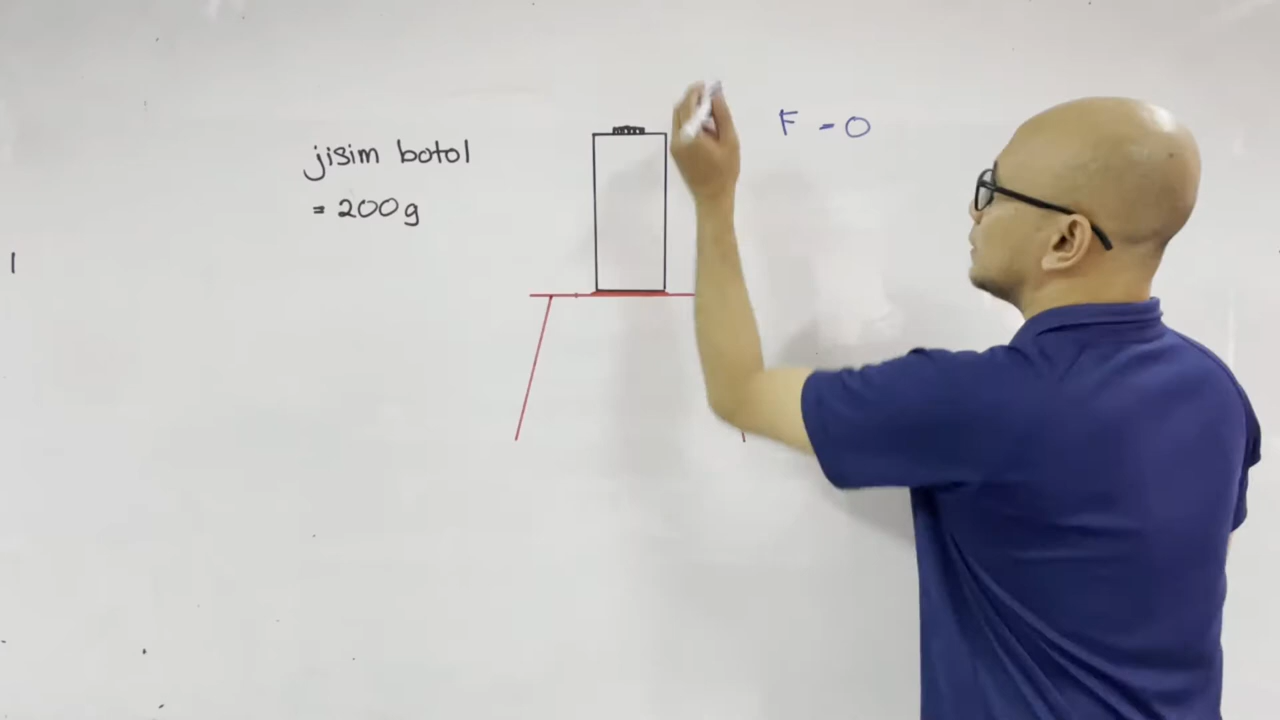 jisim botol
= 200g
F = 0